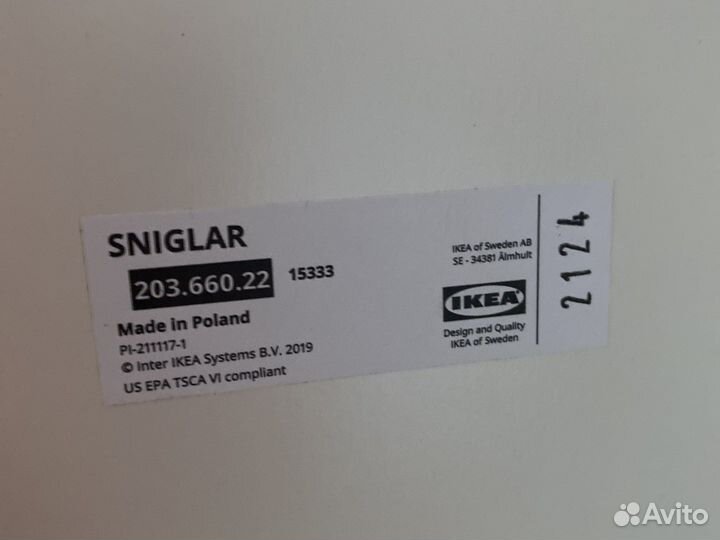 SNIGLAR
203.660.22 15333
Made in Poland
PI-211117-1
© Inter IKEA Systems B.V. 2019
US EPA TSCA VI compliant
IKEA of Sweden AB
SE - 34381 Älmhult
IKEA
Design and Quality
IKEA of Sweden
2124
Avito